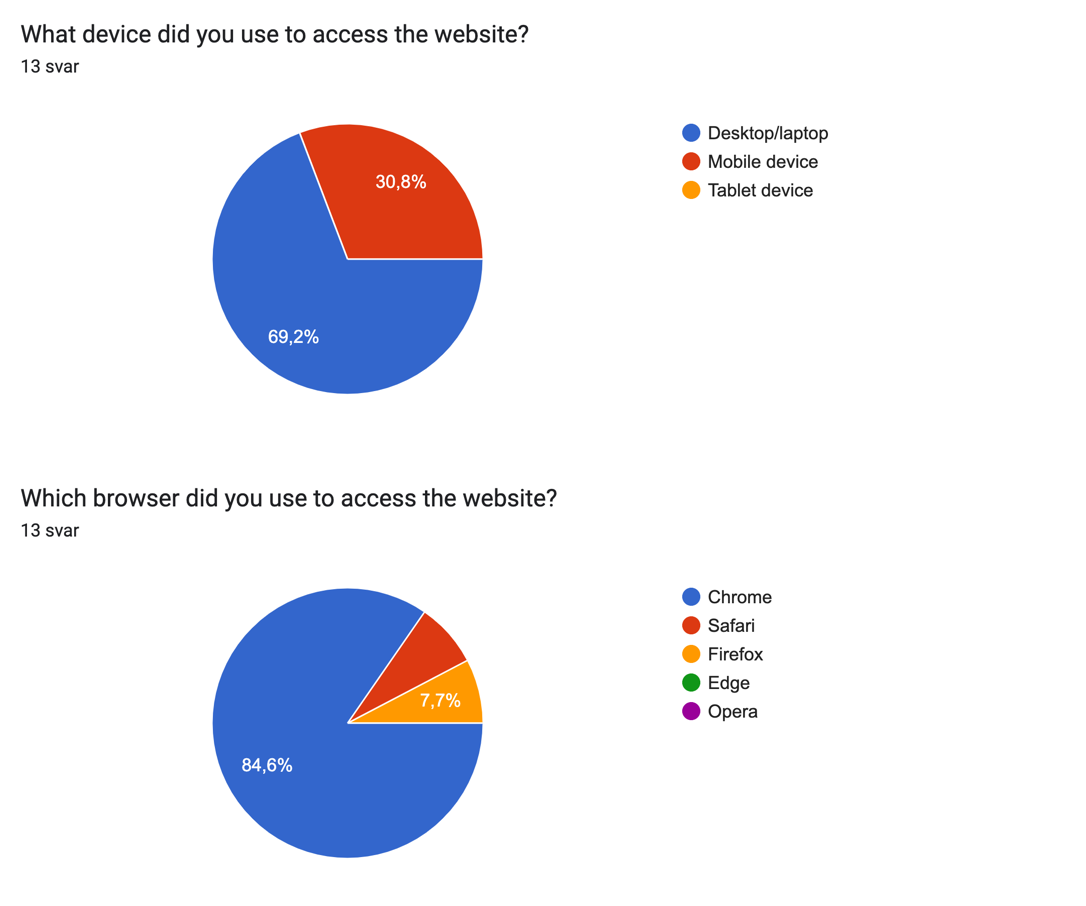 What device did you use to access the website?
13 svar
30,8%
69,2%
Desktop/laptop
Mobile device
Tablet device
Which browser did you use to access the website?
13 svar
7,7%
84,6%
Chrome
Safari
Firefox
Edge
Opera